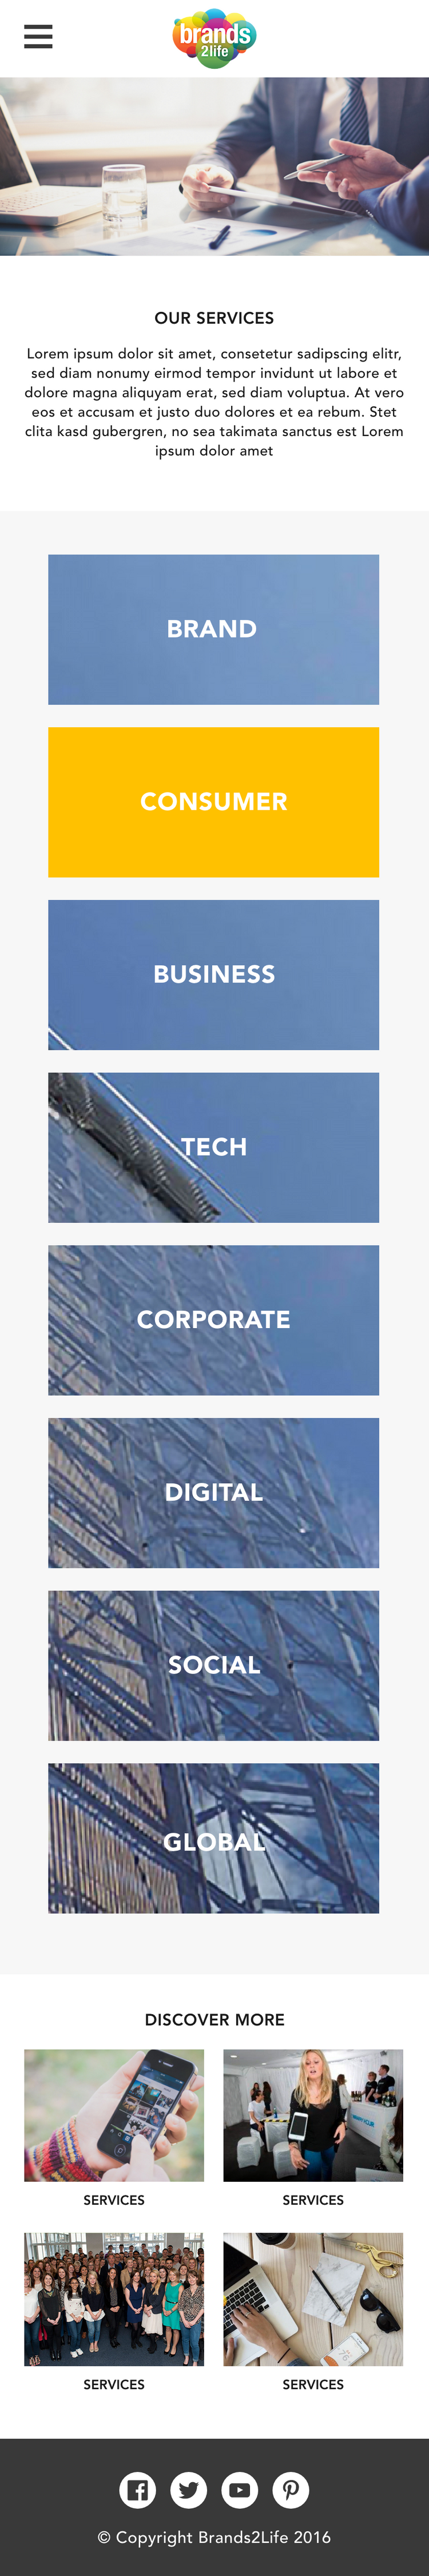 brands
2life
OUR SERVICES
Lorem ipsum dolor sit amet, consetetur sadipscing elitr,
sed diam nonumy eirmod tempor invidunt ut labore et
dolore magna aliquyam erat, sed diam voluptua. At vero
eos et accusam et justo duo dolores et ea rebum. Stet
clita kasd gubergren, no sea takimata sanctus est Lorem
ipsum dolor amet
BRAND
CONSUMER
BUSINESS
TECH
CORPORATE
DIGITAL
SOCIAL
GLOBAL
DISCOVER MORE
SERVICES
SERVICES
SERVICES
SERVICES
© Copyright Brands2Life 2016